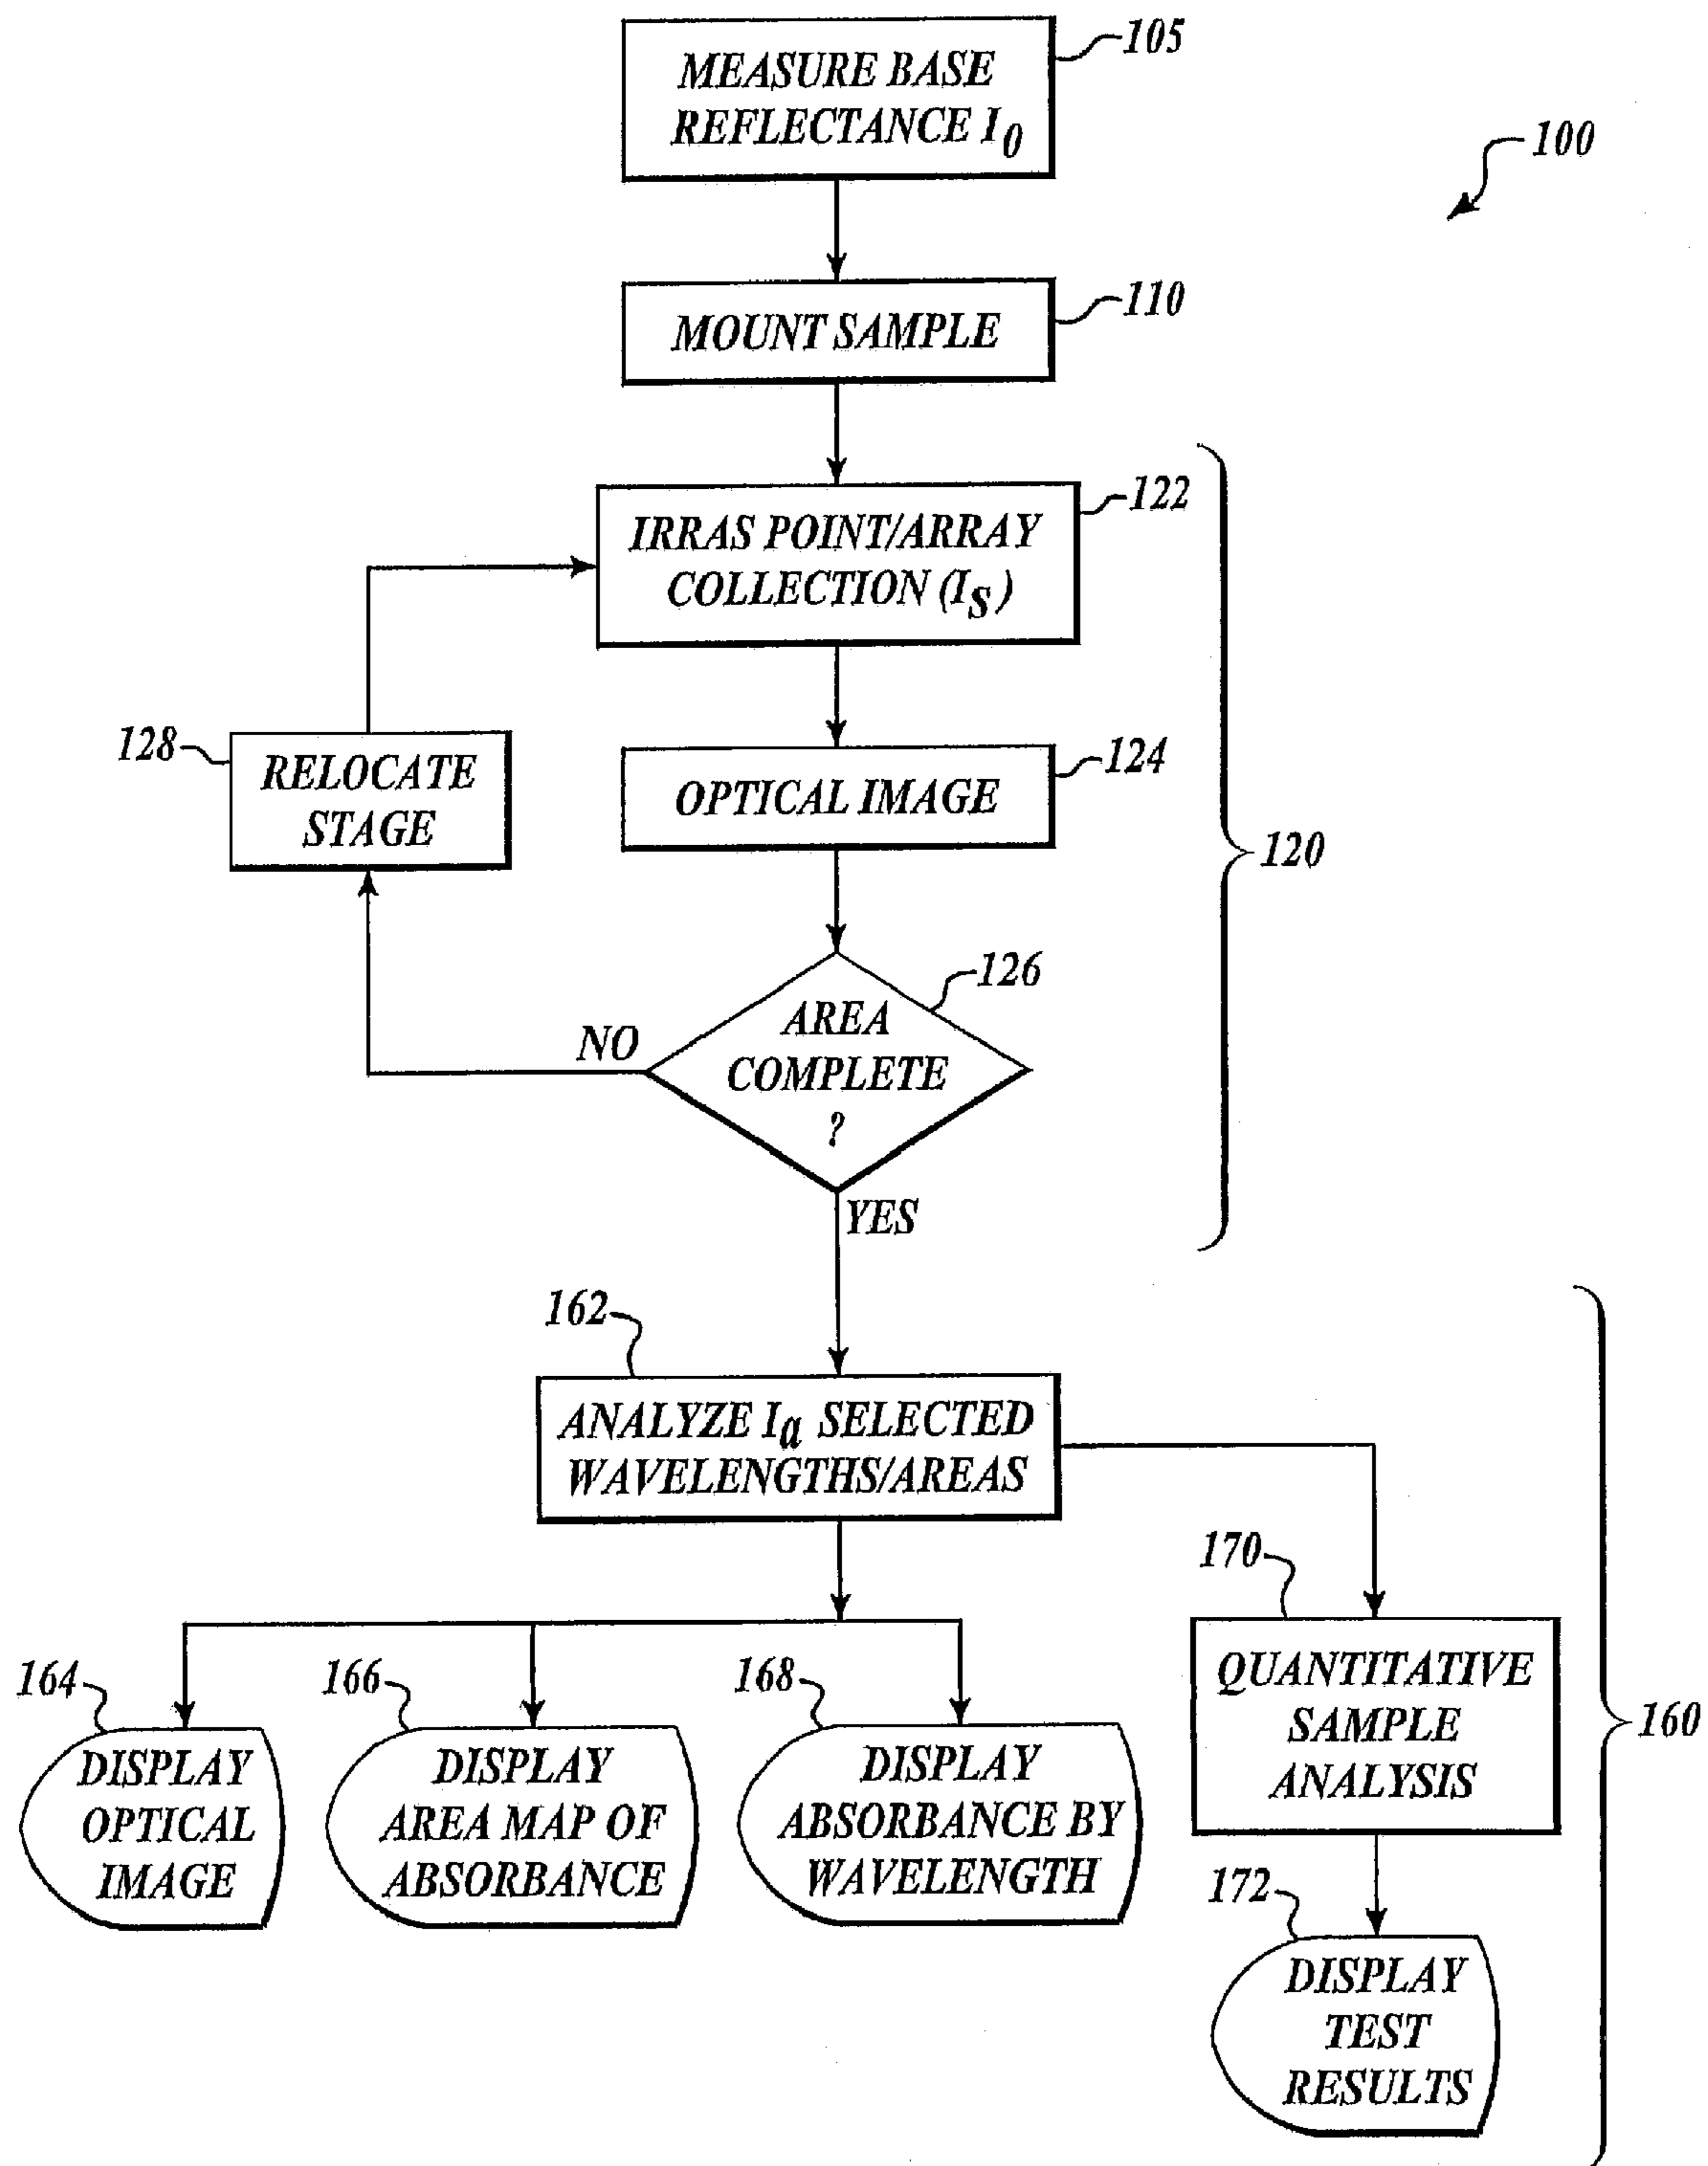 105
MEASURE BASE
REFLECTANCE I0
100
110
MOUNT SAMPLE
122
IRRAS POINT/ARRAY
COLLECTION (IS)
128
RELOCATE
STAGE
124
OPTICAL IMAGE
120
126
AREA
COMPLETE
?
NO
YES
162
ANALYZE Ia SELECTED
WAVELENGTHS/AREAS
160
164
DISPLAY
OPTICAL
IMAGE
166
DISPLAY
AREA MAP OF
ABSORBANCE
168
DISPLAY
ABSORBANCE BY
WAVELENGTH
170
QUANTITATIVE
SAMPLE
ANALYSIS
172
DISPLAY
TEST
RESULTS